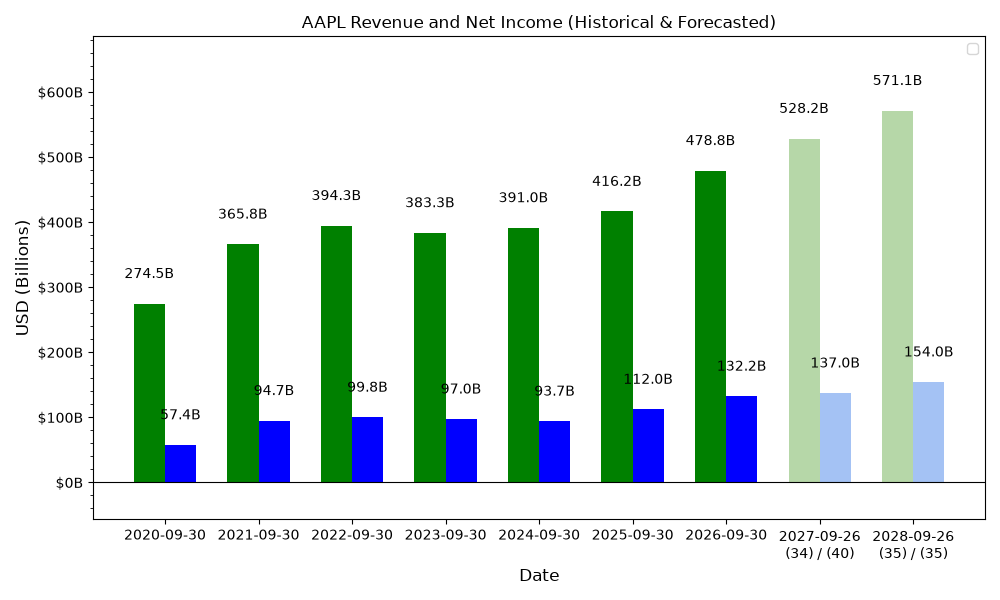 AAPL Revenue and Net Income (Historical & Forecasted)
USD (Billions)
$600B
$500B
$400B
$300B
$200B
$100B
$0B
274.5B
57.4B
365.8B
94.7B
394.3B
99.8B
383.3B
97.0B
391.0B
93.7B
416.2B
112.0B
478.8B
132.2B
528.2B
137.0B
571.1B
154.0B
2020-09-30
2021-09-30
2022-09-30
2023-09-30
2024-09-30
2025-09-30
2026-09-30
2027-09-26
(34) / (40)
2028-09-26
(35) / (35)
Date